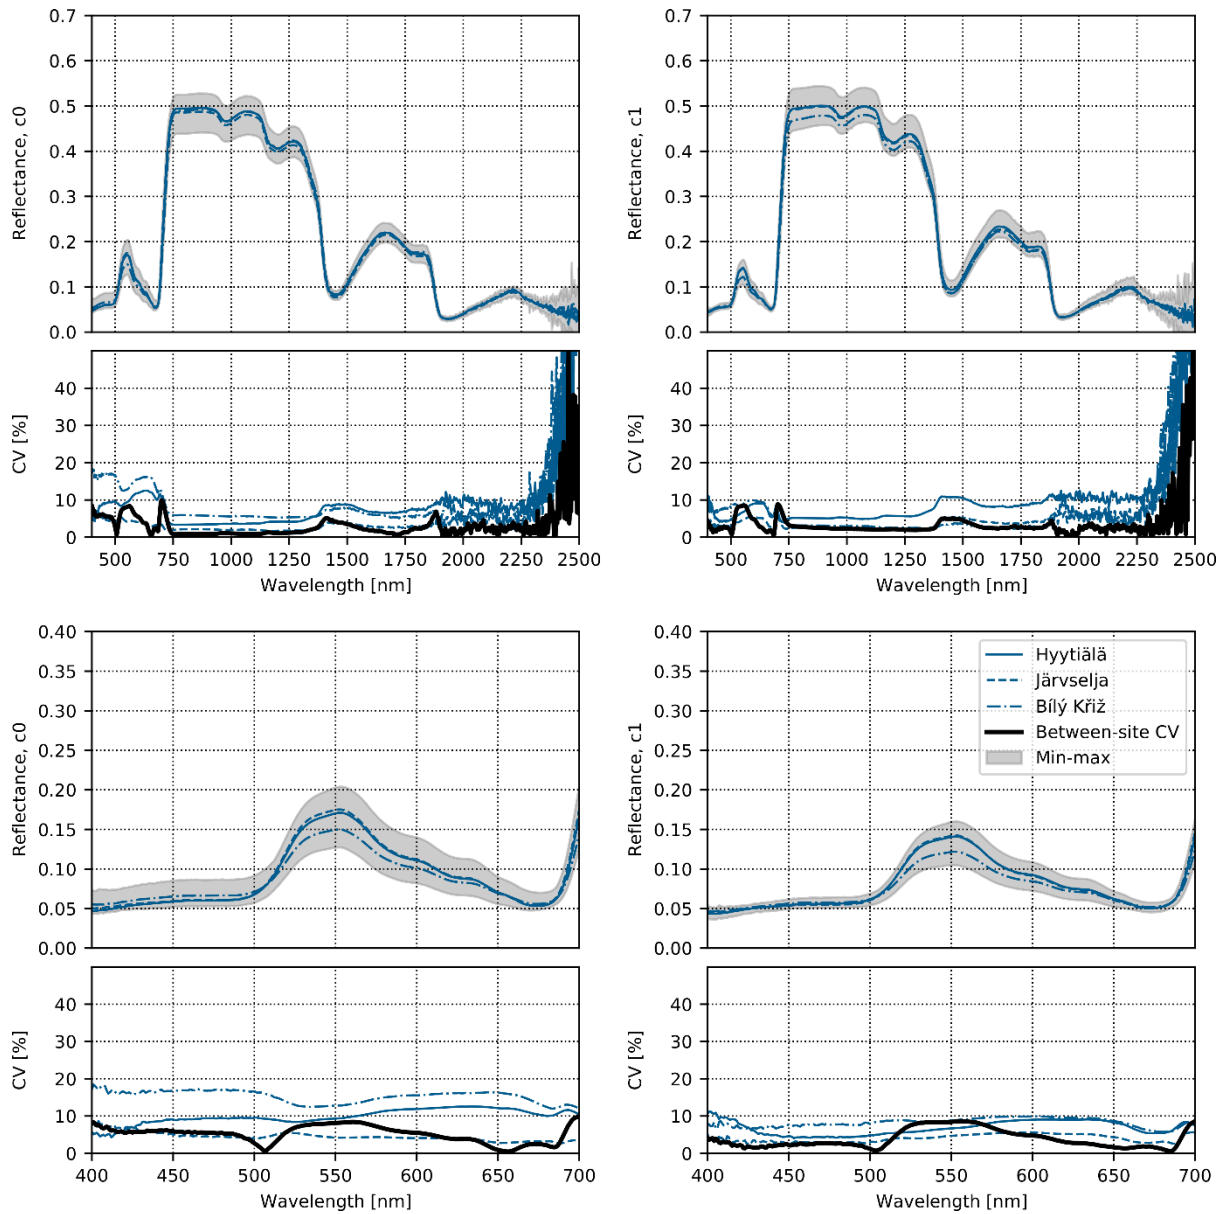 0.7
0.6
0.5
0.4
0.3
0.2
0.1
0.0
Reflectance, c0
40
30
20
10
0
CV [%]
500 750 1000 1250 1500 1750 2000 2250 2500
Wavelength [nm]
0.7
0.6
0.5
0.4
0.3
0.2
0.1
0.0
Reflectance, c1
40
30
20
10
0
CV [%]
500 750 1000 1250 1500 1750 2000 2250 2500
Wavelength [nm]
0.40
0.35
0.30
0.25
0.20
0.15
0.10
0.05
0.00
Reflectance, c0
40
30
20
10
0
CV [%]
400 450 500 550 600 650 700
Wavelength [nm]
0.40
0.35
0.30
0.25
0.20
0.15
0.10
0.05
0.00
Reflectance, c1
Hyytiälä
Järvselja
Bílý Křiž
Between-site CV
Min-max
40
30
20
10
0
CV [%]
400 450 500 550 600 650 700
Wavelength [nm]